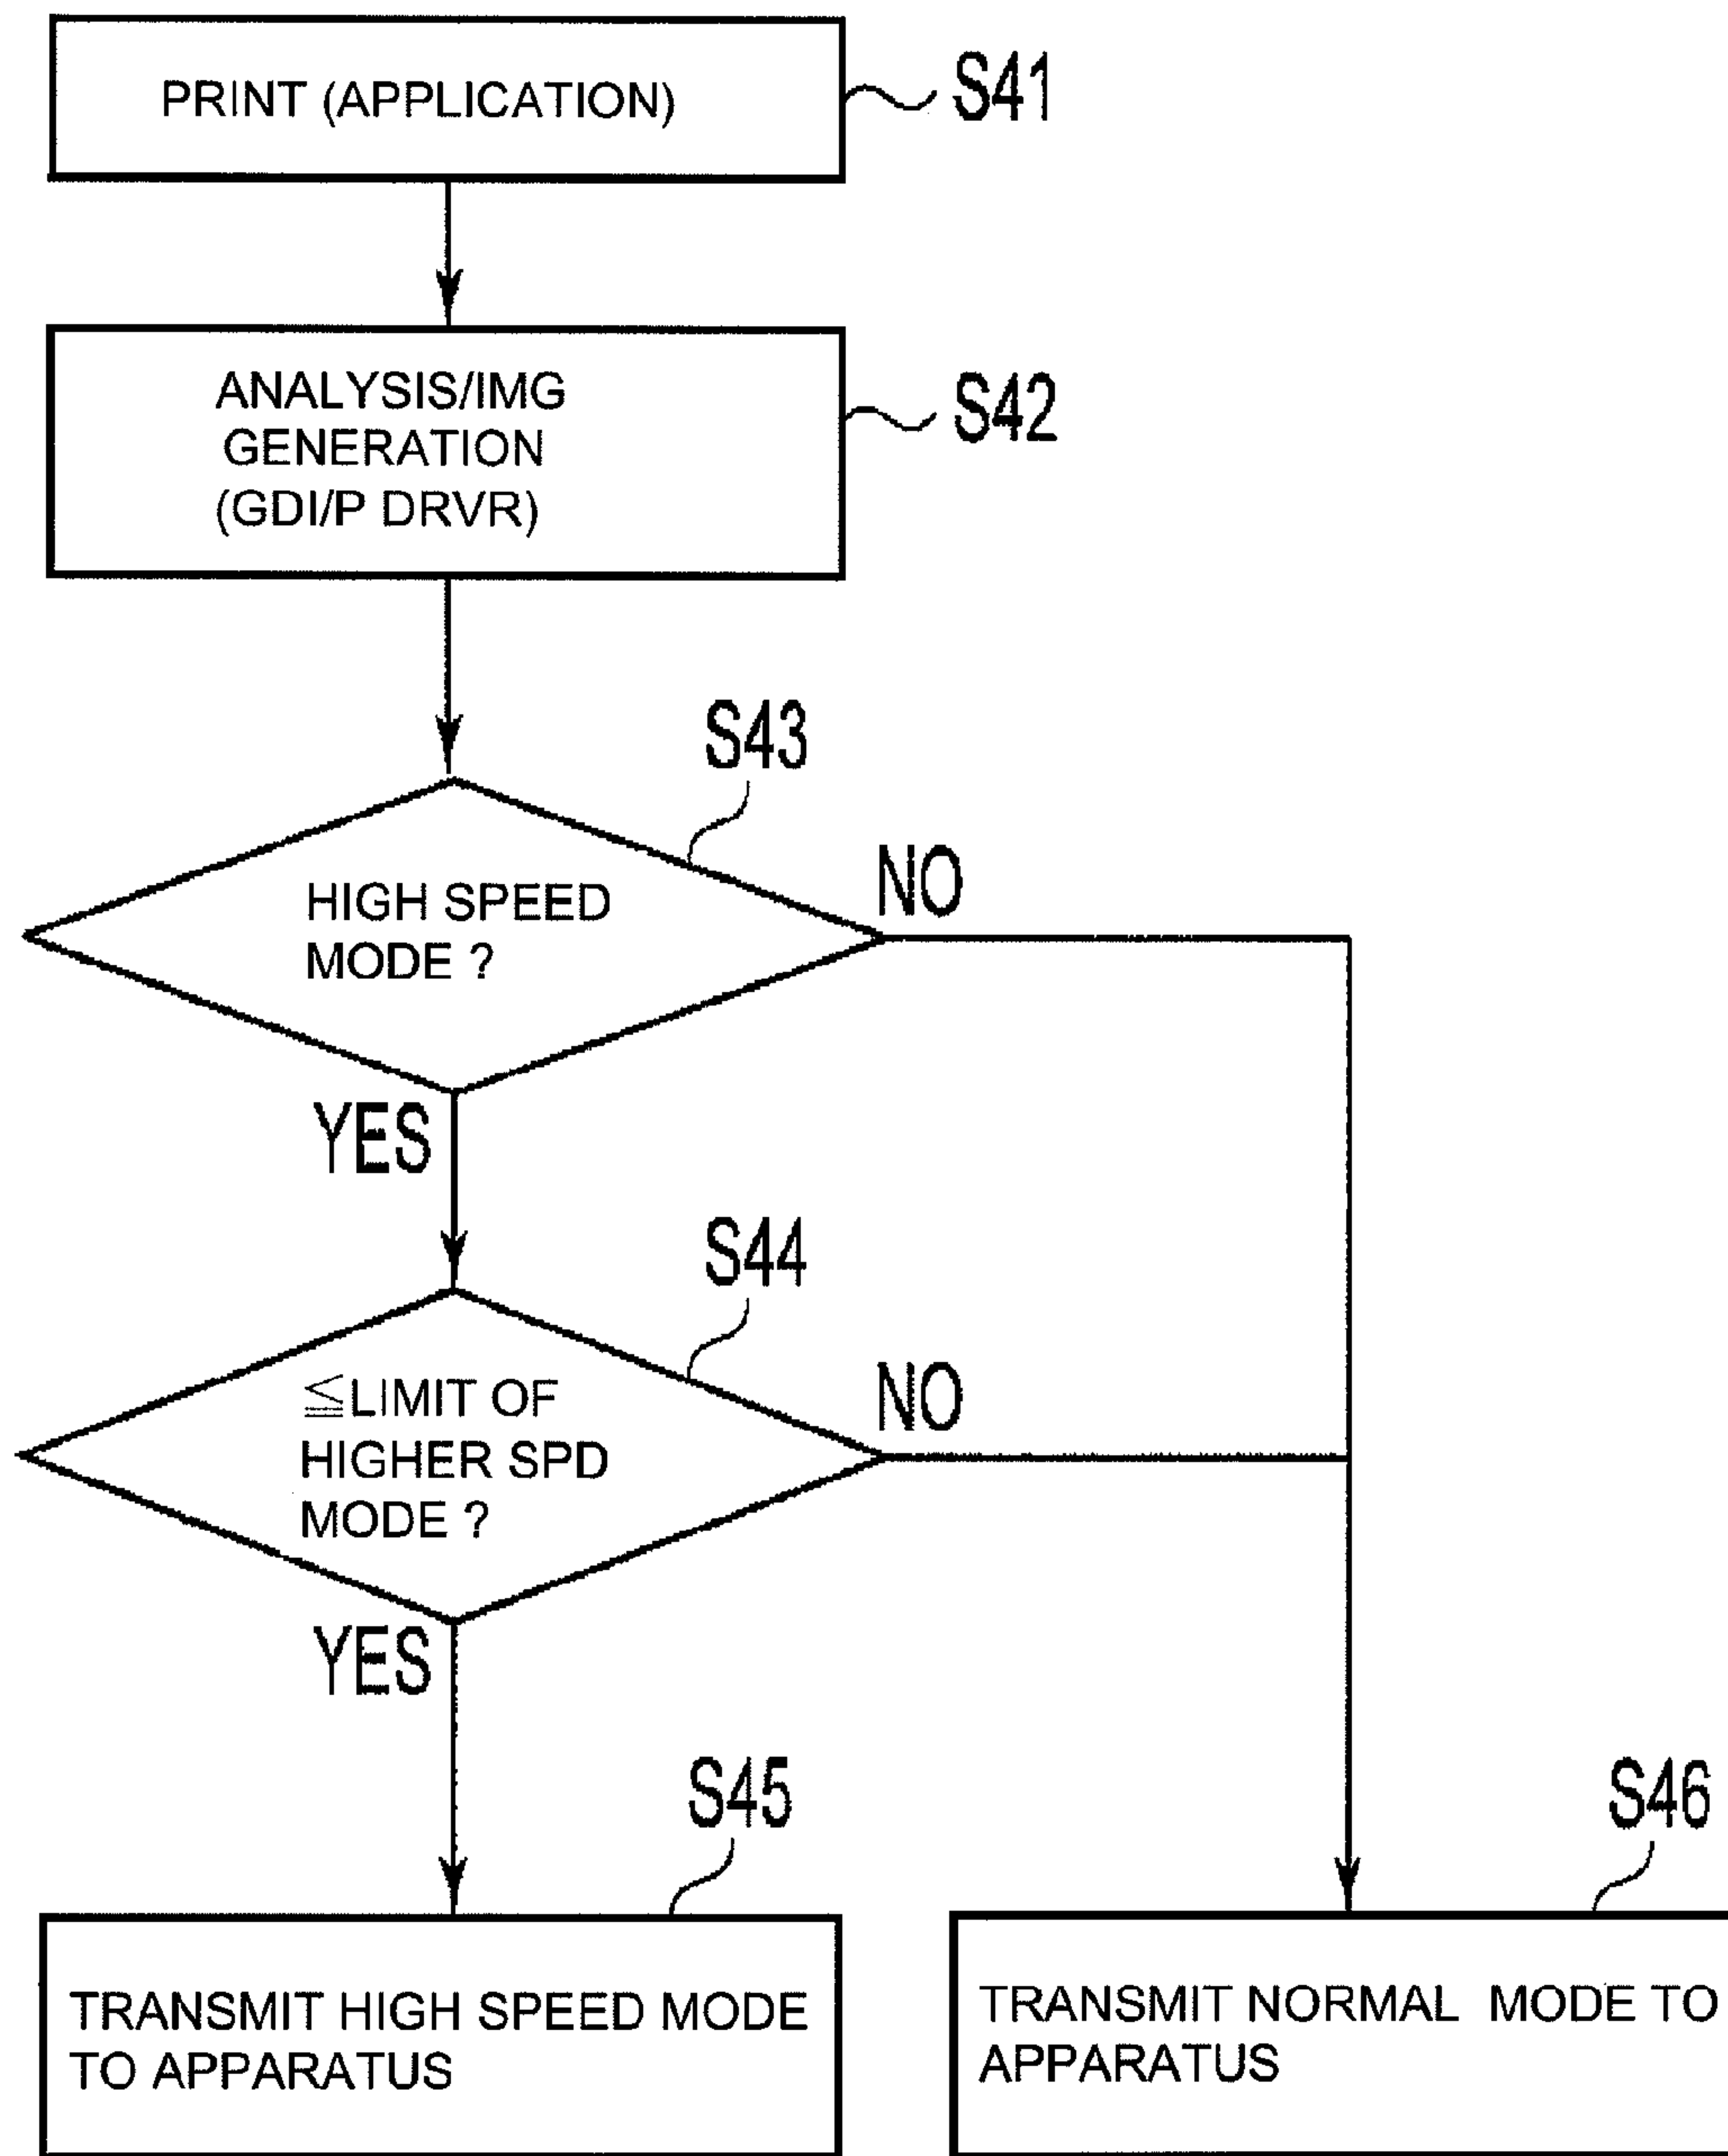 PRINT (APPLICATION)
S41
ANALYSIS/IMG
GENERATION
(GDI/P DRVR)
S42
S43
HIGH SPEED
MODE ?
NO
YES
S44
≦LIMIT OF
HIGHER SPD
MODE ?
NO
YES
S45
TRANSMIT HIGH SPEED MODE
TO APPARATUS
S46
TRANSMIT NORMAL MODE TO
APPARATUS